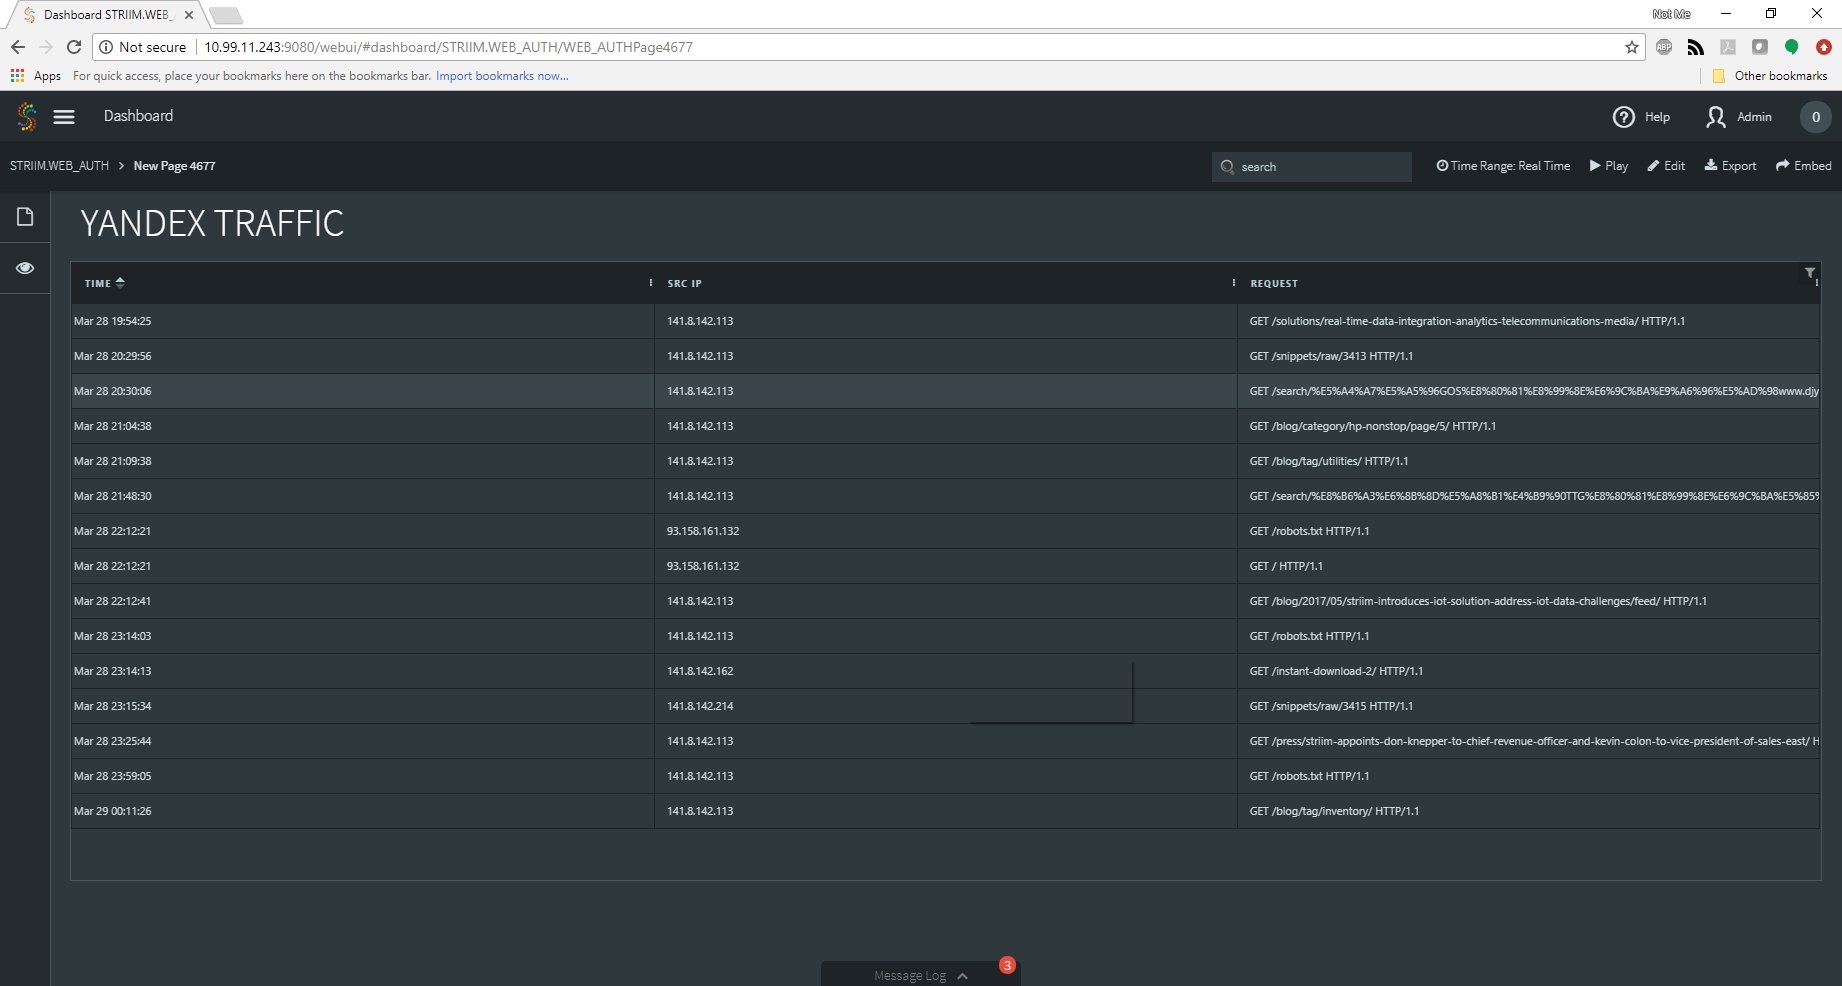 Dashboard STRIIM.WEB_
Not Me
Not secure
10.99.11.243:9080/webui/#dashboard/STRIIM.WEB_AUTH/WEB_AUTHPage4677
ABP
Apps
For quick access, place your bookmarks here on the bookmarks bar. Import bookmarks now...
Other bookmarks
Dashboard
Help
Admin
0
STRIIM.WEB_AUTH > New Page 4677
search
Time Range: Real Time
Play
Edit
Export
Embed
YANDEX TRAFFIC
TIME SRC IP REQUEST
Mar 28 19:54:25 141.8.142.113 GET /solutions/real-time-data-integration-analytics-telecommunications-media/ HTTP/1.1
Mar 28 20:29:56 141.8.142.113 GET /snippets/raw/3413 HTTP/1.1
Mar 28 20:30:06 141.8.142.113 GET /search/%E5%A4%A7%E5%A5%96GOS%E8%80%81%E8%99%8E%E6%9C%BA%E9%A6%96%E5%AD%98www.djy
Mar 28 21:04:38 141.8.142.113 GET /blog/category/hp-nonstop/page/5/ HTTP/1.1
Mar 28 21:09:38 141.8.142.113 GET /blog/tag/utilities/ HTTP/1.1
Mar 28 21:48:30 141.8.142.113 GET /search/%E8%B6%A3%E6%8B%8D%E5%A8%B1%E4%B9%90TTG%E8%80%81%E8%99%8E%E6%9C%BA%E5%85%
Mar 28 22:12:21 93.158.161.132 GET /robots.txt HTTP/1.1
Mar 28 22:12:21 93.158.161.132 GET / HTTP/1.1
Mar 28 22:12:41 141.8.142.113 GET /blog/2017/05/striim-introduces-iot-solution-address-iot-data-challenges/feed/ HTTP/1.1
Mar 28 23:14:03 141.8.142.113 GET /robots.txt HTTP/1.1
Mar 28 23:14:13 141.8.142.162 GET /instant-download-2/ HTTP/1.1
Mar 28 23:15:34 141.8.142.214 GET /snippets/raw/3415 HTTP/1.1
Mar 28 23:25:44 141.8.142.113 GET /press/striim-appoints-don-knepper-to-chief-revenue-officer-and-kevin-colon-to-vice-president-of-sales-east/ H
Mar 28 23:59:05 141.8.142.113 GET /robots.txt HTTP/1.1
Mar 29 00:11:26 141.8.142.113 GET /blog/tag/inventory/ HTTP/1.1
Message Log
3